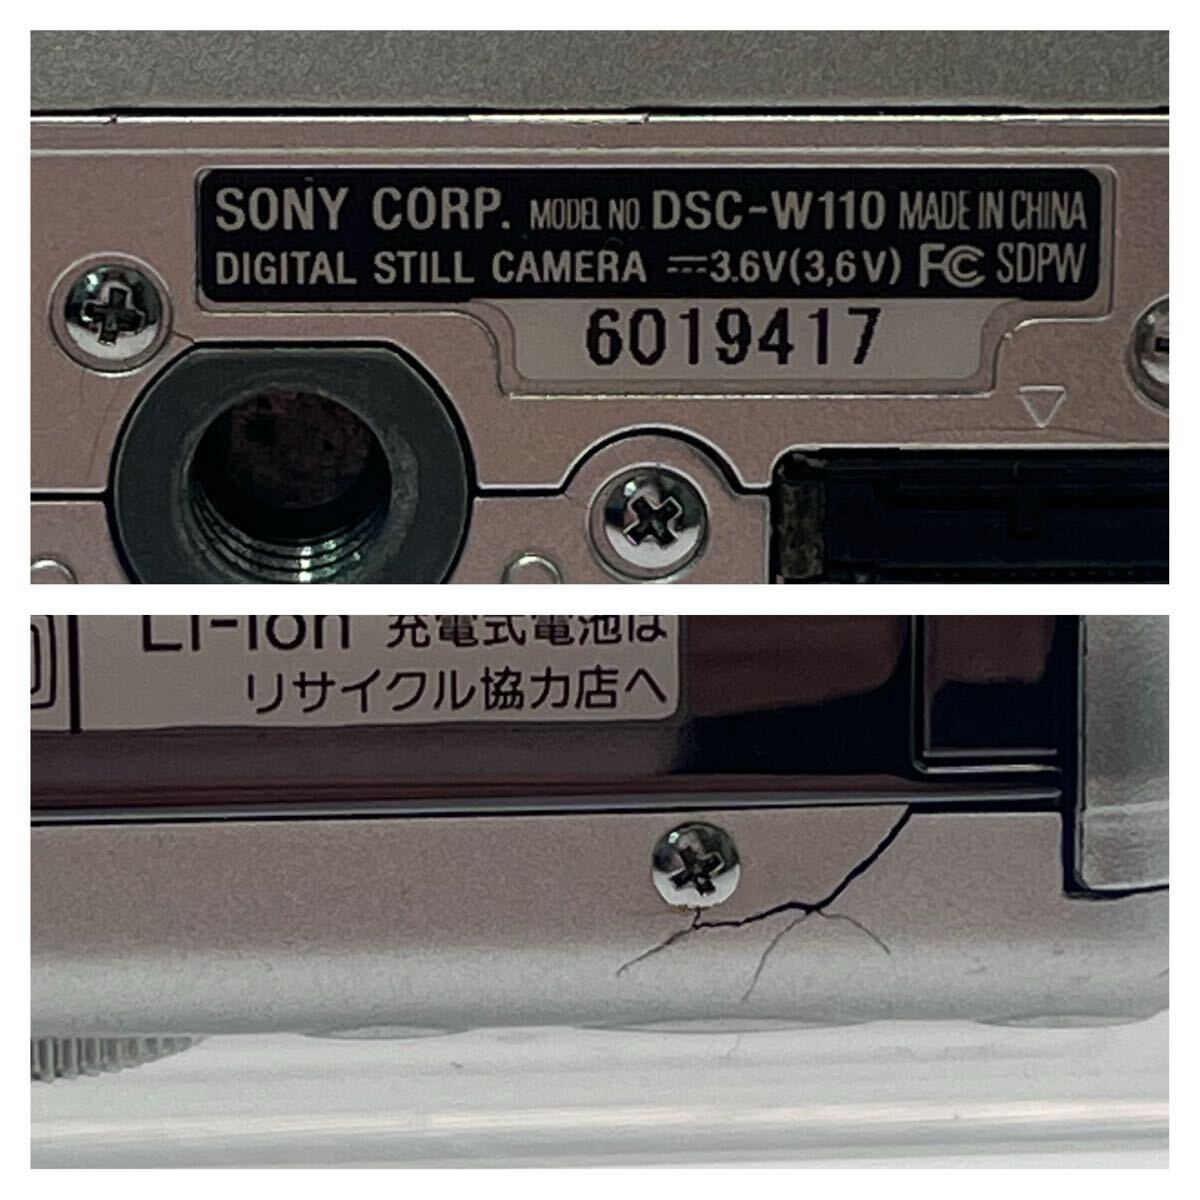 SONY CORP. MODEL NO DSC-W110 MADE IN CHINA
DIGITAL STILL CAMERA ⎓3.6V(3,6V) FC SDPW
6019417
Li-ion 充電式電池は
リサイクル協力店へ